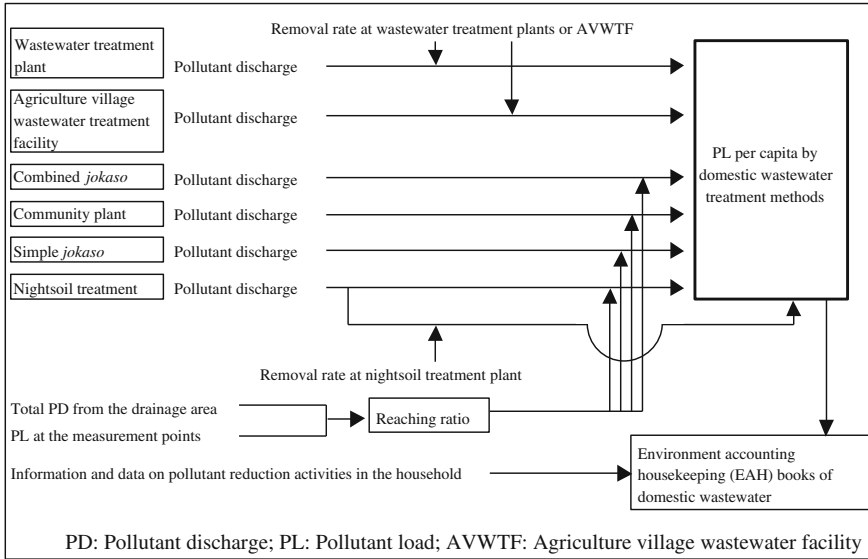 Removal rate at wastewater treatment plants or AVWTF
Wastewater treatment
plant
Pollutant discharge
Agriculture village
wastewater treatment
facility
Pollutant discharge
Combined jokaso
Pollutant discharge
Community plant
Pollutant discharge
Simple jokaso
Pollutant discharge
Nightsoil treatment
Pollutant discharge
PL per capita by
domestic wastewater
treatment methods
Removal rate at nightsoil treatment plant
Total PD from the drainage area
PL at the measurement points
Reaching ratio
Information and data on pollutant reduction activities in the household
Environment accounting
housekeeping (EAH) books of
domestic wastewater
PD: Pollutant discharge; PL: Pollutant load; AVWTF: Agriculture village wastewater facility